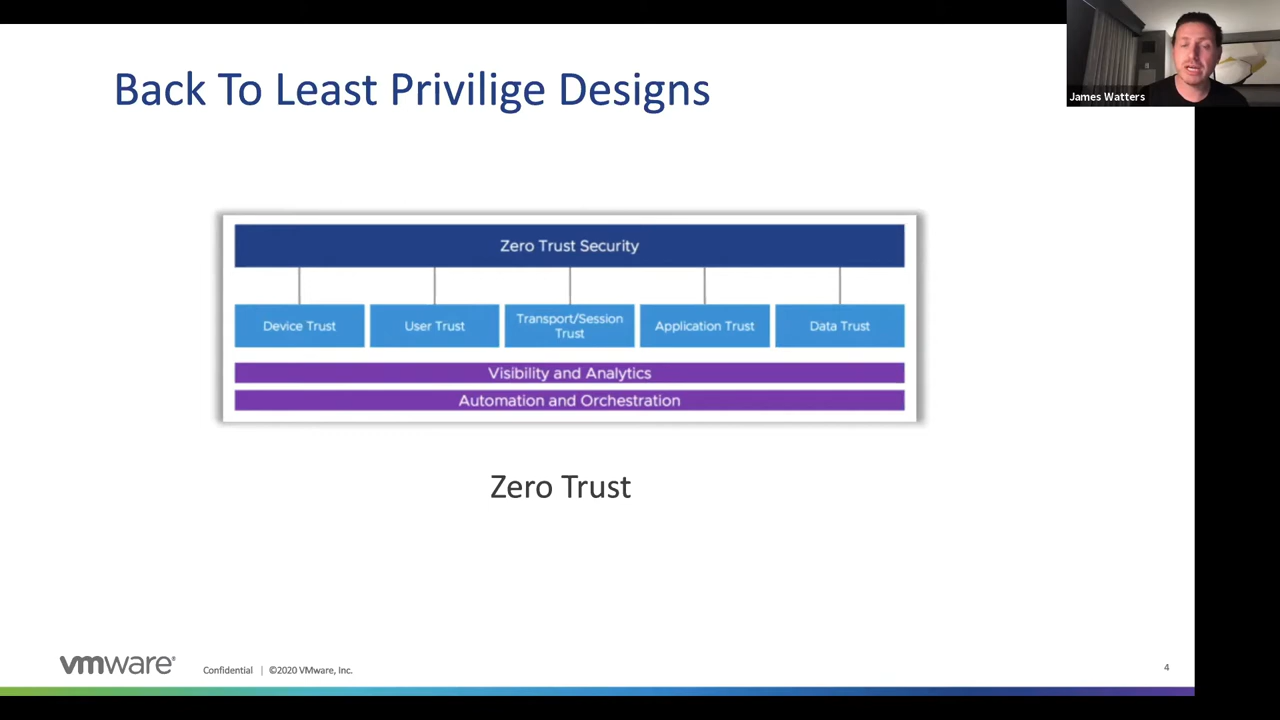 Back To Least Privilige Designs
James Watters
Zero Trust Security
Device Trust
User Trust
Transport/Session
Trust
Application Trust
Data Trust
Visibility and Analytics
Automation and Orchestration
Zero Trust
vmware®
Confidential | ©2020 VMware, Inc.
4